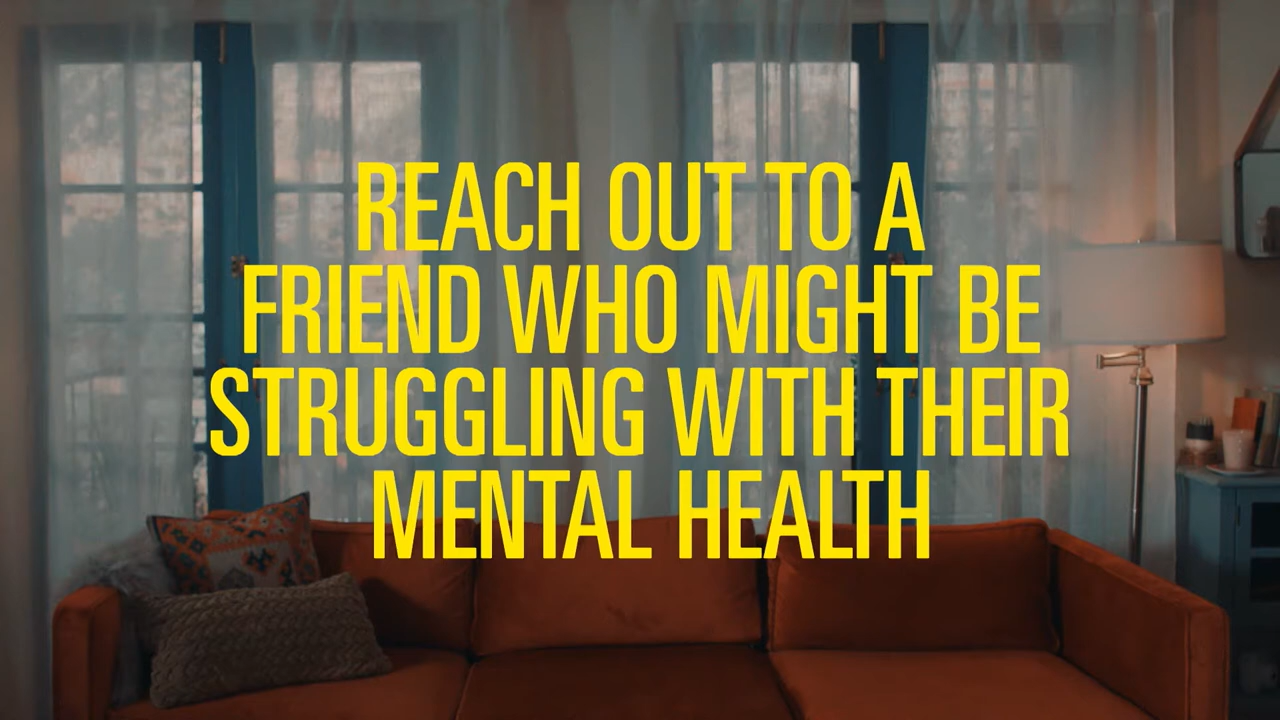 REACH OUT TO A
FRIEND WHO MIGHT BE
STRUGGLING WITH THEIR
MENTAL HEALTH